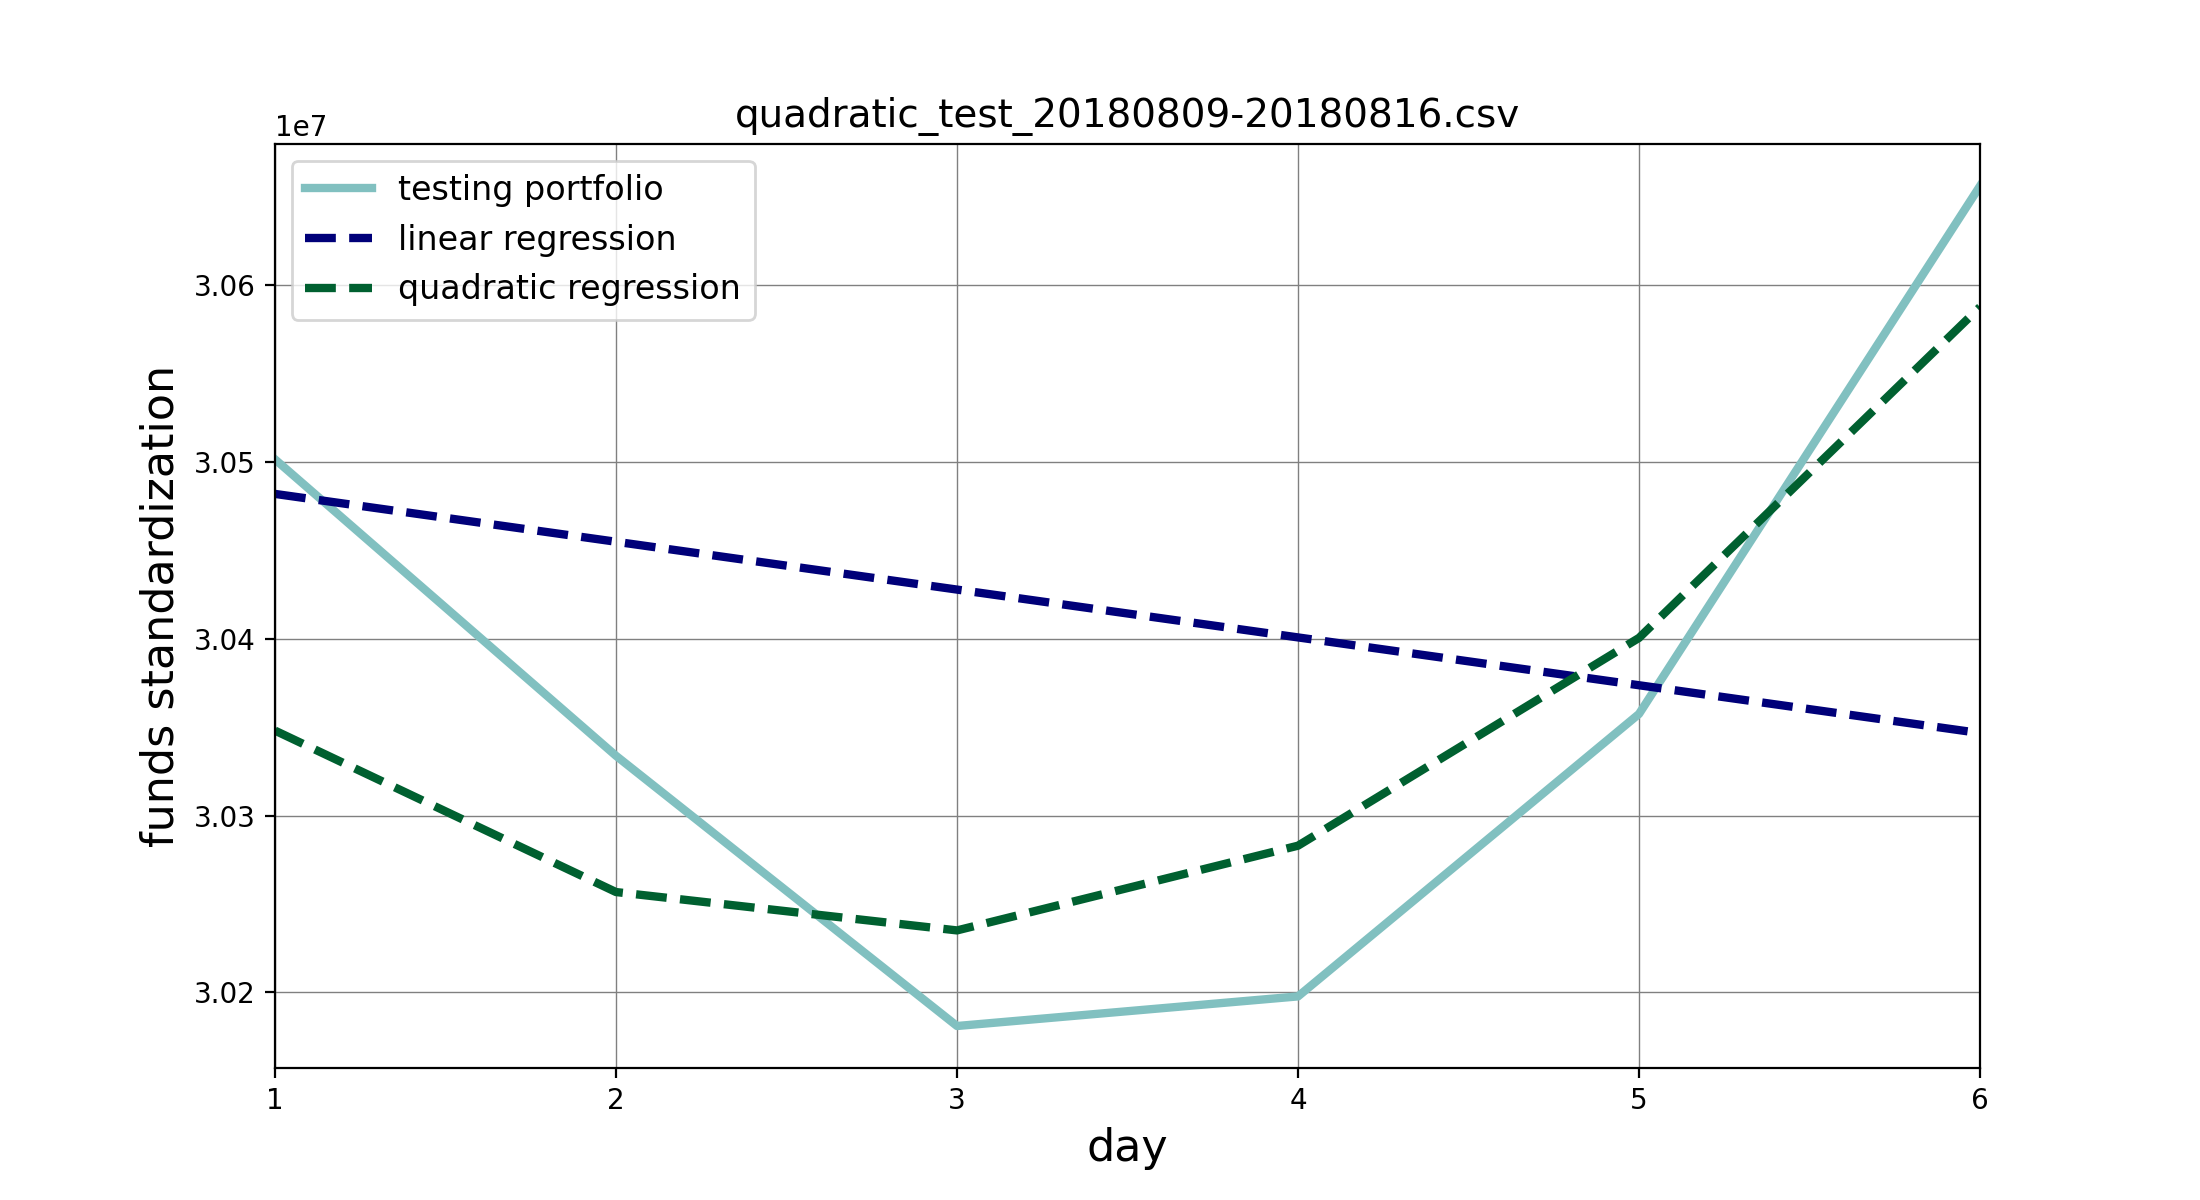 quadratic_test_20180809-20180816.csv
1e7
testing portfolio
linear regression
quadratic regression
3.06
3.05
3.04
3.03
3.02
funds standardization
1 2 3 4 5 6
day